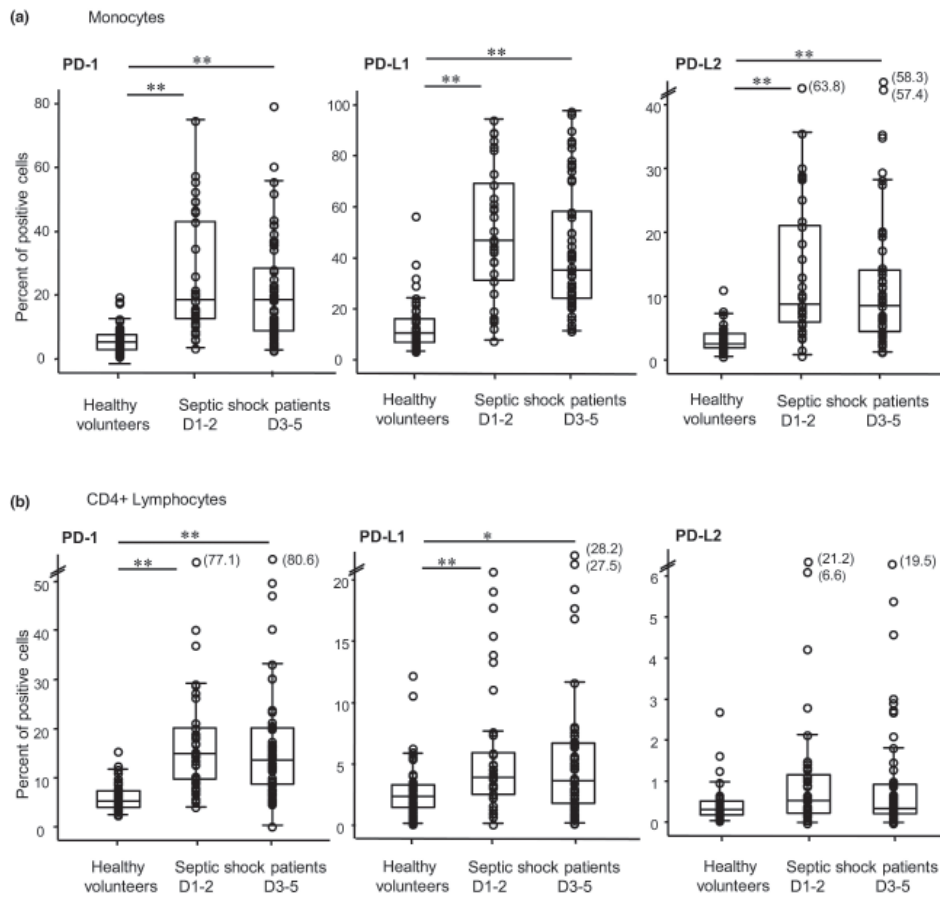 (a) Monocytes
PD-1
**
**
PD-L1
**
**
PD-L2
**
**
(63.8)
(58.3)
(57.4)
Percent of positive cells
80
60
40
20
0
100
80
60
40
20
0
40
30
20
10
0
Healthy volunteers
Septic shock patients
D1-2 D3-5
Healthy volunteers
Septic shock patients
D1-2 D3-5
Healthy volunteers
Septic shock patients
D1-2 D3-5
(b) CD4+ Lymphocytes
PD-1
**
**
(77.1)
(80.6)
PD-L1
*
**
(28.2)
(27.5)
PD-L2
(21.2)
(6.6)
(19.5)
Percent of positive cells
50
40
30
20
10
0
20
15
10
5
0
6
5
4
3
2
1
0
Healthy volunteers
Septic shock patients
D1-2 D3-5
Healthy volunteers
Septic shock patients
D1-2 D3-5
Healthy volunteers
Septic shock patients
D1-2 D3-5